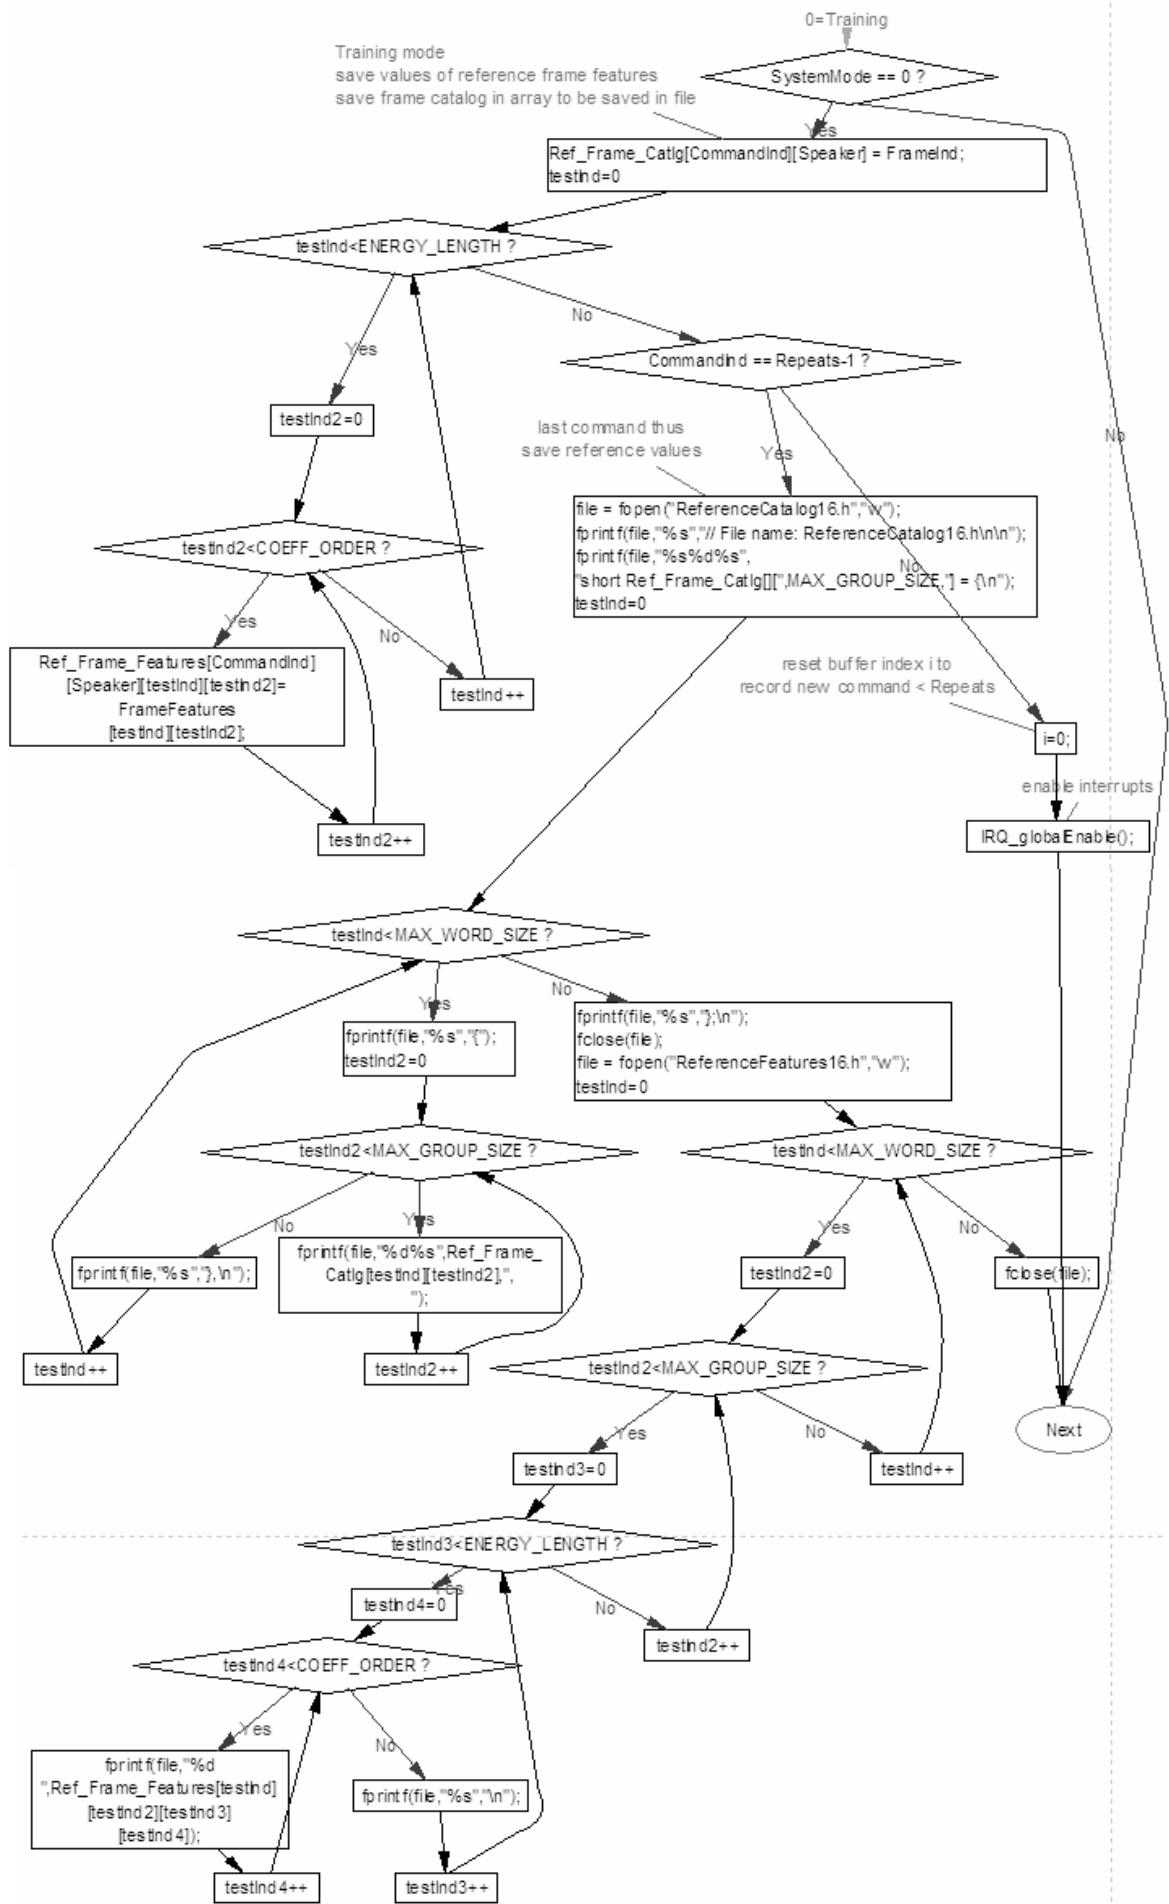 0=Training
Training mode
save values of reference frame features
save frame catalog in array to be saved in file
SystemMode == 0 ?
Yes
Ref_Frame_Catlg[CommandInd][Speaker] = FrameInd;
testInd=0
testInd<ENERGY_LENGTH ?
No
Yes
CommandInd == Repeats-1 ?
testInd2=0
last command thus
save reference values
No
Yes
file = fopen("ReferenceCatalog16.h","w");
fprintf(file,"%s","// File name: ReferenceCatalog16.h\n\n");
fprintf(file,"%s%d%s",
"short Ref_Frame_Catlg[][",MAX_GROUP_SIZE,"] = {\n");
testInd=0
No
testInd2<COEFF_ORDER ?
Yes
No
Ref_Frame_Features[CommandInd]
[Speaker][testInd][testInd2]=
FrameFeatures
[testInd][testInd2];
testInd++
reset buffer index i to
record new command < Repeats
i=0;
enable interrupts
testInd2++
IRQ_globalEnable();
testInd<MAX_WORD_SIZE ?
Yes
No
fprintf(file,"%s","{");
testInd2=0
fprintf(file,"%s","};\n");
fclose(file);
file = fopen("ReferenceFeatures16.h","w");
testInd=0
testInd2<MAX_GROUP_SIZE ?
testInd<MAX_WORD_SIZE ?
No
Yes
Yes
No
fprintf(file,"%s","},\n");
fprintf(file,"%d%s",Ref_Frame_
Catlg[testInd][testInd2],",
");
testInd2=0
fclose(file);
testInd++
testInd2++
testInd2<MAX_GROUP_SIZE ?
Yes
No
Next
testInd3=0
testInd++
testInd3<ENERGY_LENGTH ?
Yes
No
testInd4=0
testInd2++
testInd4<COEFF_ORDER ?
Yes
No
fprintf(file,"%d
",Ref_Frame_Features[testInd]
[testInd2][testInd3]
[testInd4]);
fprintf(file,"%s","\n");
testInd4++
testInd3++